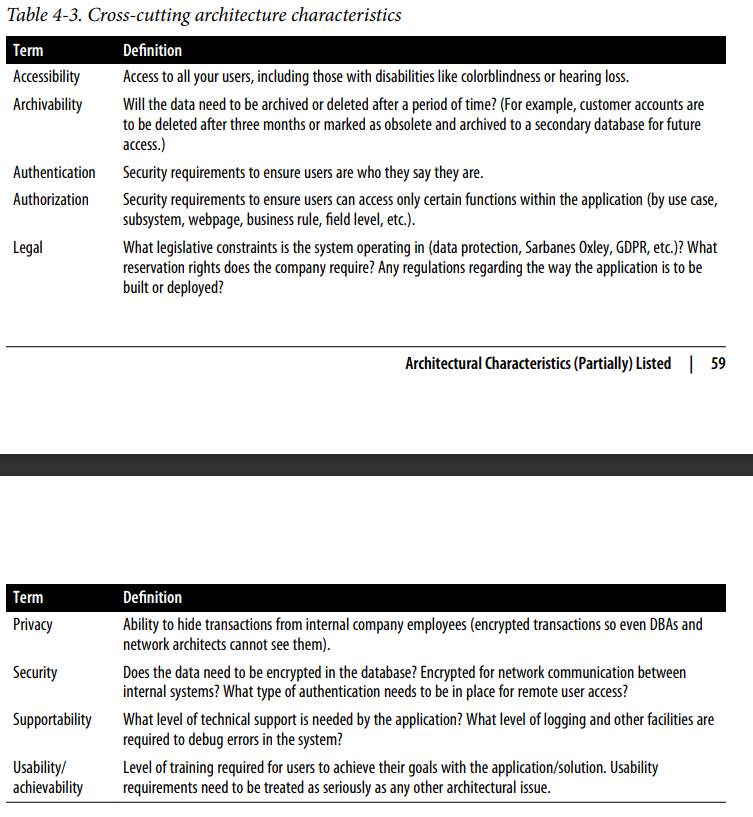 Table 4-3. Cross-cutting architecture characteristics
Term Definition
Accessibility Access to all your users, including those with disabilities like colorblindness or hearing loss.
Archivability Will the data need to be archived or deleted after a period of time? (For example, customer accounts are
to be deleted after three months or marked as obsolete and archived to a secondary database for future
access.)
Authentication Security requirements to ensure users are who they say they are.
Authorization Security requirements to ensure users can access only certain functions within the application (by use case,
subsystem, webpage, business rule, field level, etc.).
Legal What legislative constraints is the system operating in (data protection, Sarbanes Oxley, GDPR, etc.)? What
reservation rights does the company require? Any regulations regarding the way the application is to be
built or deployed?
Architectural Characteristics (Partially) Listed | 59
Term Definition
Privacy Ability to hide transactions from internal company employees (encrypted transactions so even DBAs and
network architects cannot see them).
Security Does the data need to be encrypted in the database? Encrypted for network communication between
internal systems? What type of authentication needs to be in place for remote user access?
Supportability What level of technical support is needed by the application? What level of logging and other facilities are
required to debug errors in the system?
Usability/ Level of training required for users to achieve their goals with the application/solution. Usability
achievability requirements need to be treated as seriously as any other architectural issue.